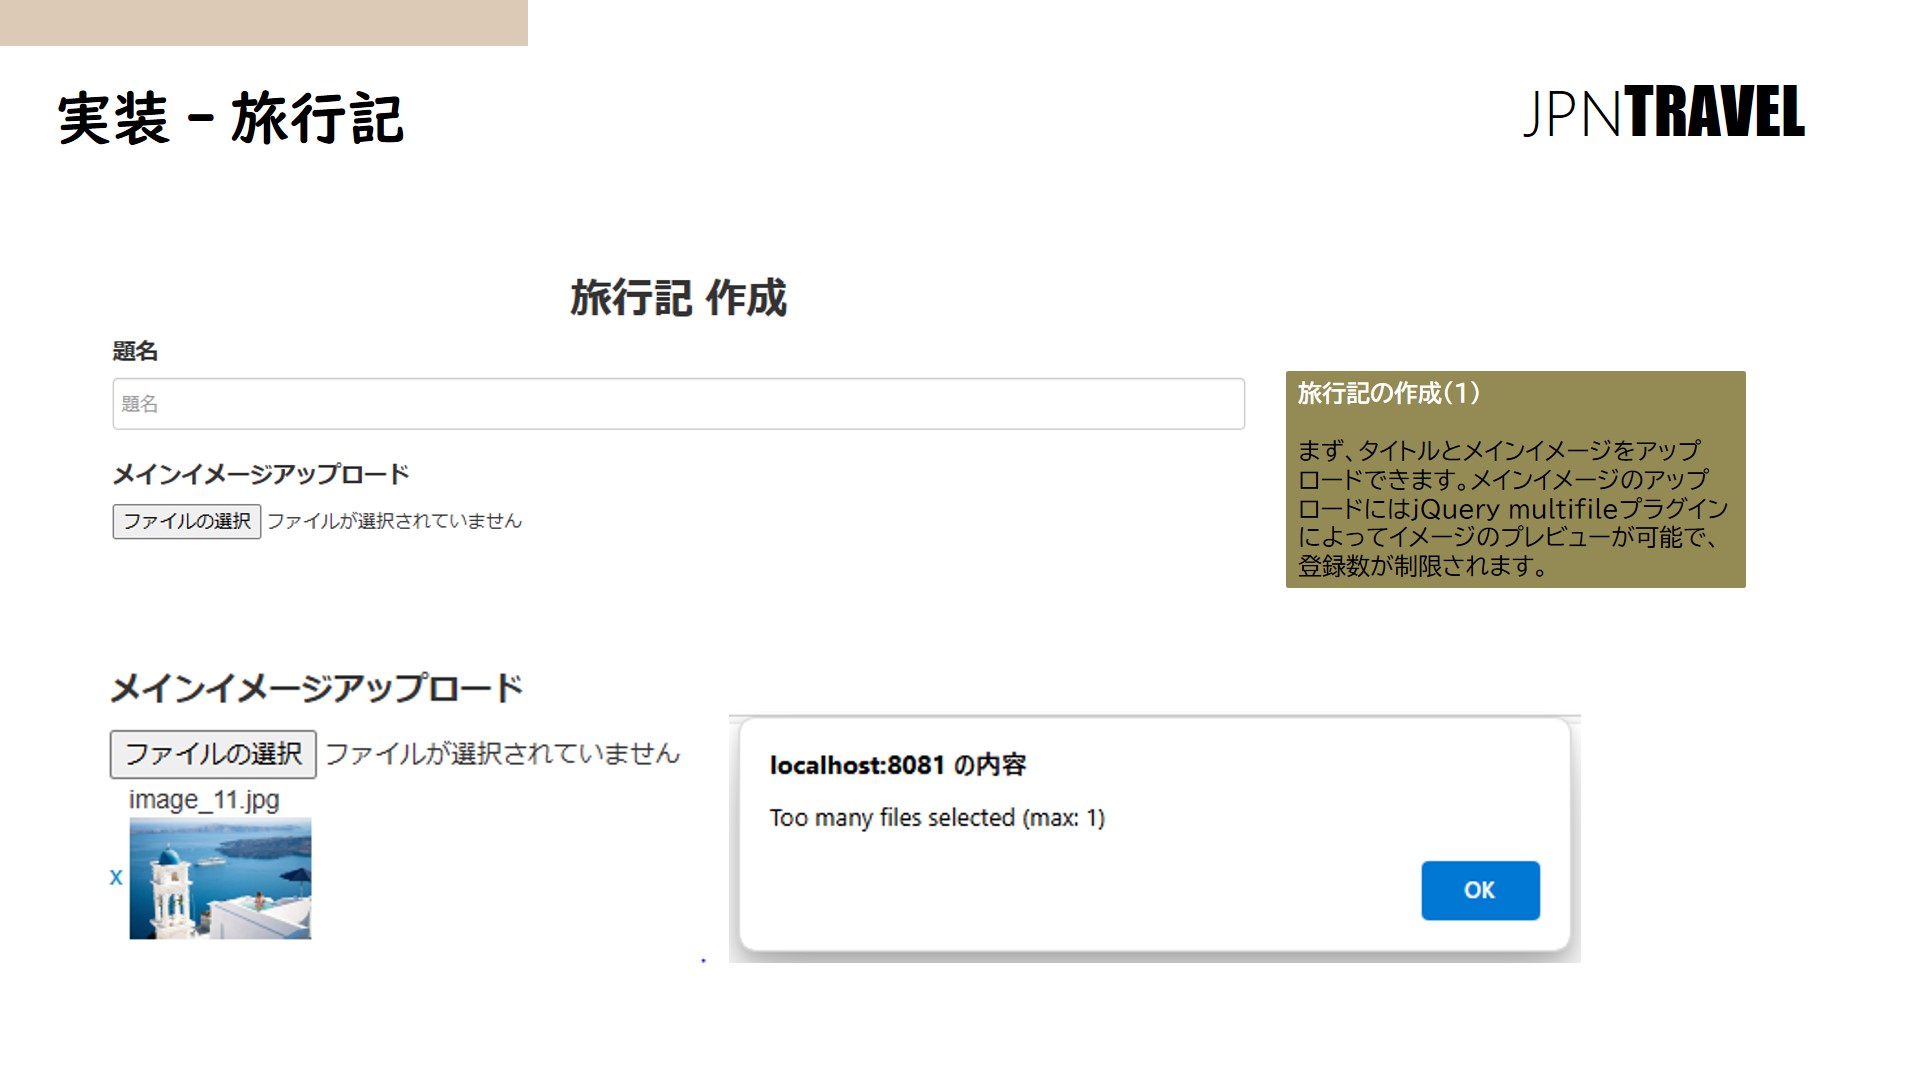 実装 – 旅行記
JPNTRAVEL
旅行記 作成
題名
題名
メインイメージアップロード
ファイルの選択 ファイルが選択されていません
旅行記の作成(1)
まず、タイトルとメインイメージをアップ
ロードできます。メインイメージのアップ
ロードにはjQuery multifileプラグイン
によってイメージのプレビューが可能で、
登録数が制限されます。
メインイメージアップロード
ファイルの選択 ファイルが選択されていません
image_11.jpg
x
localhost:8081 の内容
Too many files selected (max: 1)
OK